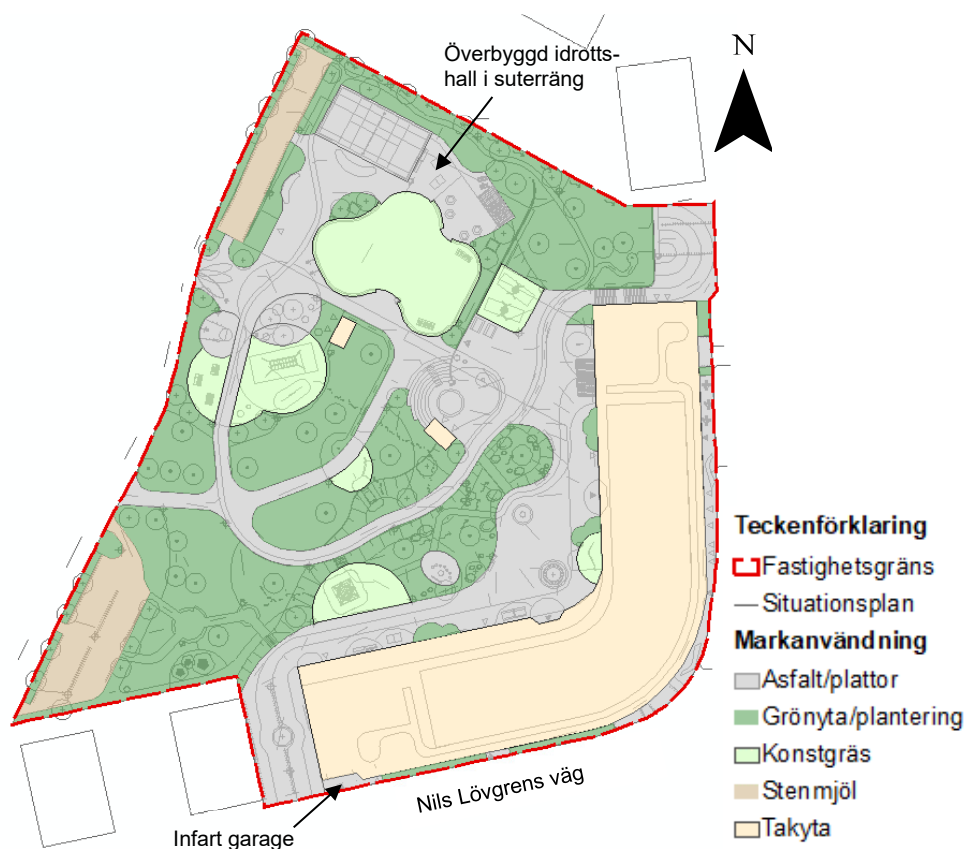 Överbyggd idrotts-
hall i suterräng
N
Teckenförklaring
Fastighetsgräns
Situationsplan
Markanvändning
Asfalt/plattor
Grönyta/plantering
Konstgräs
Stenmjöl
Takyta
Nils Lövgrens väg
Infart garage